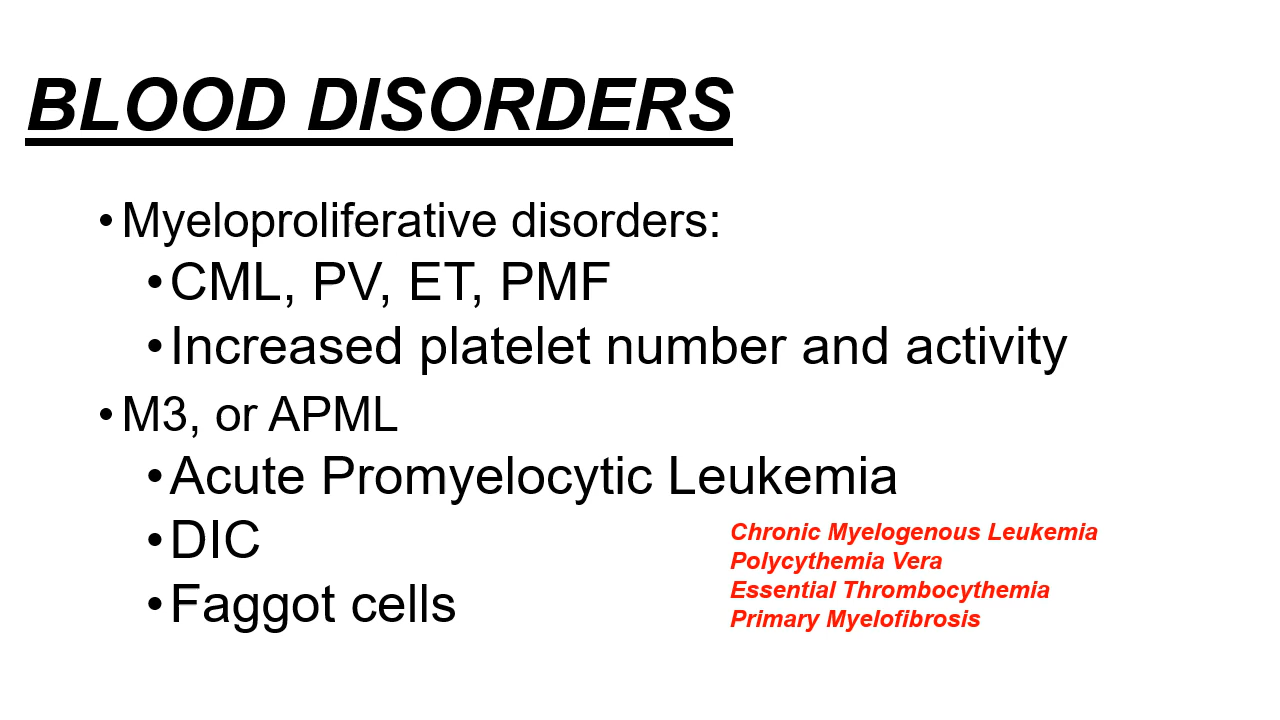 BLOOD DISORDERS
• Myeloproliferative disorders:
• CML, PV, ET, PMF
• Increased platelet number and activity
• M3, or APML
• Acute Promyelocytic Leukemia
• DIC
• Faggot cells
Chronic Myelogenous Leukemia
Polycythemia Vera
Essential Thrombocythemia
Primary Myelofibrosis